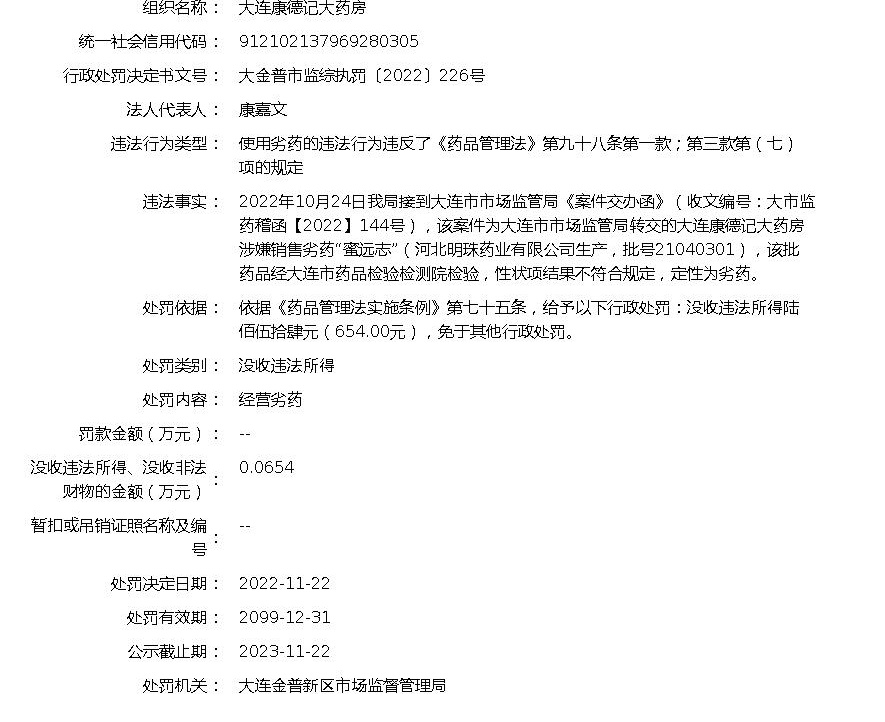 组织名称： 大连康德记大药房
统一社会信用代码： 912102137969280305
行政处罚决定书文号： 大金普市监综执罚〔2022〕226号
法人代表人： 康嘉文
违法行为类型： 使用劣药的违法行为违反了《药品管理法》第九十八条第一款；第三款第（七）
项的规定
违法事实： 2022年10月24日我局接到大连市市场监管局《案件交办函》（收文编号：大市监
药稽函【2022】144号），该案件为大连市市场监管局转交的大连康德记大药房
涉嫌销售劣药“蜜远志”（河北明珠药业有限公司生产，批号21040301），该批
药品经大连市药品检验检测院检验，性状项结果不符合规定，定性为劣药。
处罚依据： 依据《药品管理法实施条例》第七十五条，给予以下行政处罚：没收违法所得陆
佰伍拾肆元（654.00元），免于其他行政处罚。
处罚类别： 没收违法所得
处罚内容： 经营劣药
罚款金额（万元）： --
没收违法所得、没收非法
财物的金额（万元）： 0.0654
暂扣或吊销证照名称及编
号： --
处罚决定日期： 2022-11-22
处罚有效期： 2099-12-31
公示截止期： 2023-11-22
处罚机关： 大连金普新区市场监督管理局